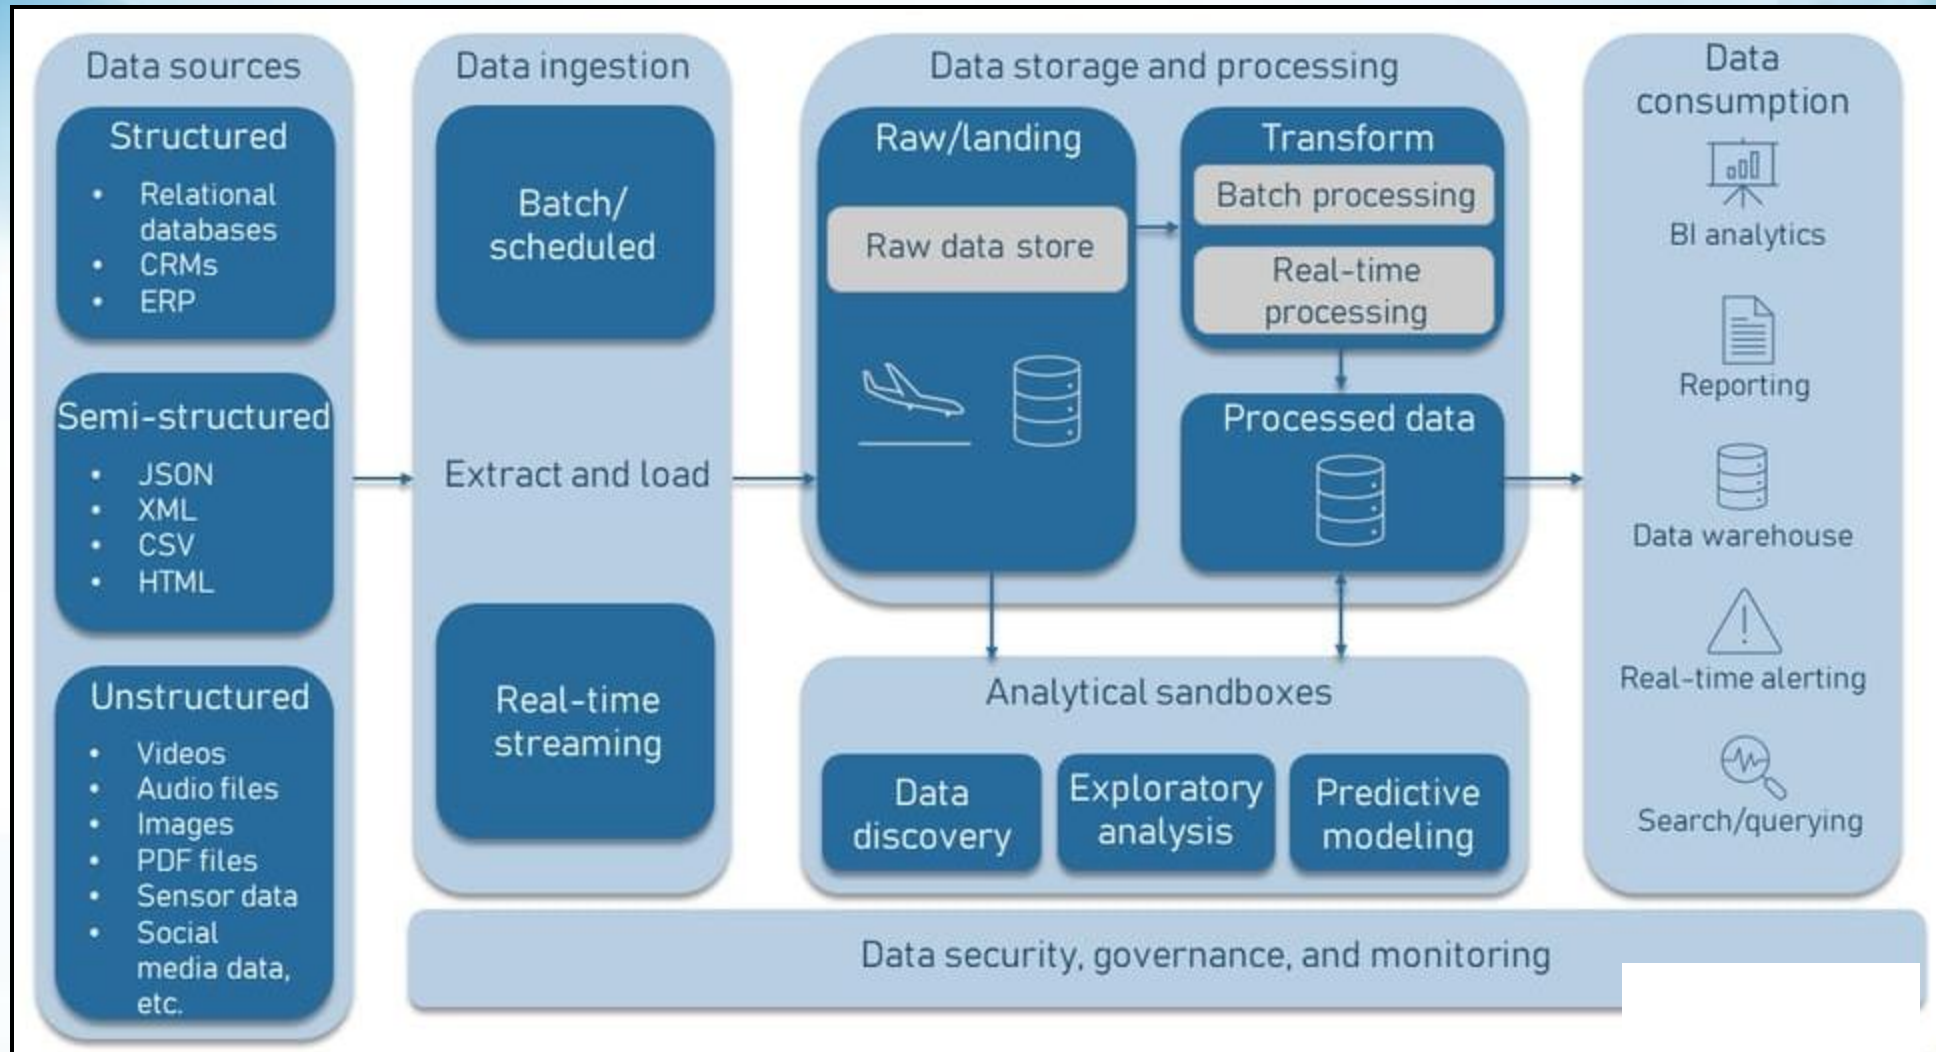 Data sources
Structured
• Relational
databases
• CRMs
• ERP
Semi-structured
• JSON
• XML
• CSV
• HTML
Unstructured
• Videos
• Audio files
• Images
• PDF files
• Sensor data
• Social
media data,
etc.
Data ingestion
Batch/
scheduled
Extract and load
Real-time
streaming
Data storage and processing
Raw/landing
Raw data store
Transform
Batch processing
Real-time
processing
Processed data
Analytical sandboxes
Data
discovery
Exploratory
analysis
Predictive
modeling
Data
consumption
BI analytics
Reporting
Data warehouse
Real-time alerting
Search/querying
Data security, governance, and monitoring